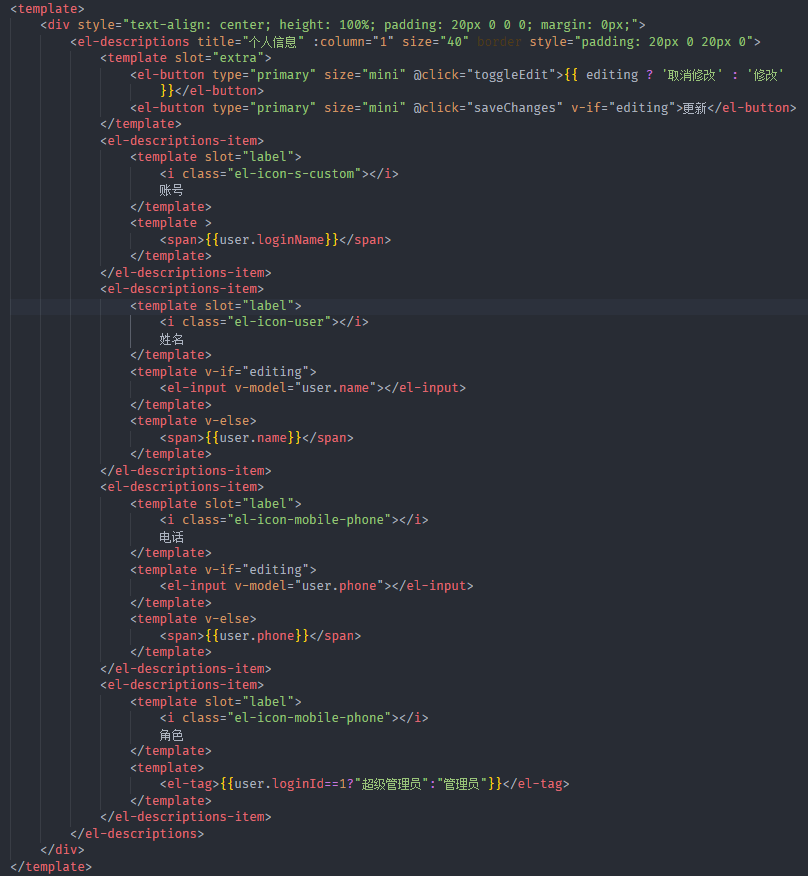 <template>
<div style="text-align: center; height: 100%; padding: 20px 0 0 0; margin: 0px;">
<el-descriptions title="个人信息" :column="1" size="40" border style="padding: 20px 0 20px 0">
<template slot="extra">
<el-button type="primary" size="mini" @click="toggleEdit">{{ editing ? '取消修改' : '修改'
}}</el-button>
<el-button type="primary" size="mini" @click="saveChanges" v-if="editing">更新</el-button>
</template>
<el-descriptions-item>
<template slot="label">
<i class="el-icon-s-custom"></i>
账号
</template>
<template >
<span>{{user.loginName}}</span>
</template>
</el-descriptions-item>
<el-descriptions-item>
<template slot="label">
<i class="el-icon-user"></i>
姓名
</template>
<template v-if="editing">
<el-input v-model="user.name"></el-input>
</template>
<template v-else>
<span>{{user.name}}</span>
</template>
</el-descriptions-item>
<el-descriptions-item>
<template slot="label">
<i class="el-icon-mobile-phone"></i>
电话
</template>
<template v-if="editing">
<el-input v-model="user.phone"></el-input>
</template>
<template v-else>
<span>{{user.phone}}</span>
</template>
</el-descriptions-item>
<el-descriptions-item>
<template slot="label">
<i class="el-icon-mobile-phone"></i>
角色
</template>
<template>
<el-tag>{{user.loginId==1?"超级管理员":"管理员"}}</el-tag>
</template>
</el-descriptions-item>
</el-descriptions>
</div>
</template>